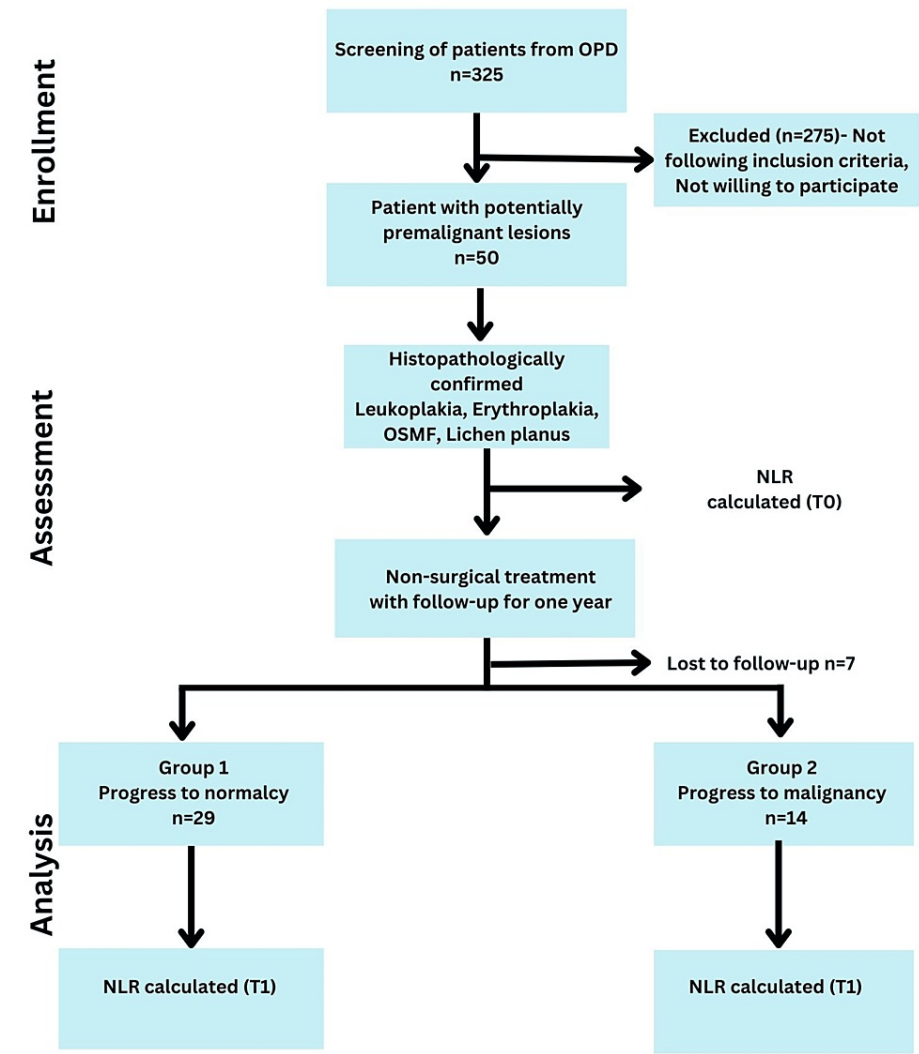 Enrollment
Screening of patients from OPD
n=325
Excluded (n=275)- Not
following inclusion criteria,
Not willing to participate
Patient with potentially
premalignant lesions
n=50
Assessment
Histopathologically
confirmed
Leukoplakia, Erythroplakia,
OSMF, Lichen planus
NLR
calculated (T0)
Non-surgical treatment
with follow-up for one year
Lost to follow-up n=7
Analysis
Group 1
Progress to normalcy
n=29
Group 2
Progress to malignancy
n=14
NLR calculated (T1)
NLR calculated (T1)